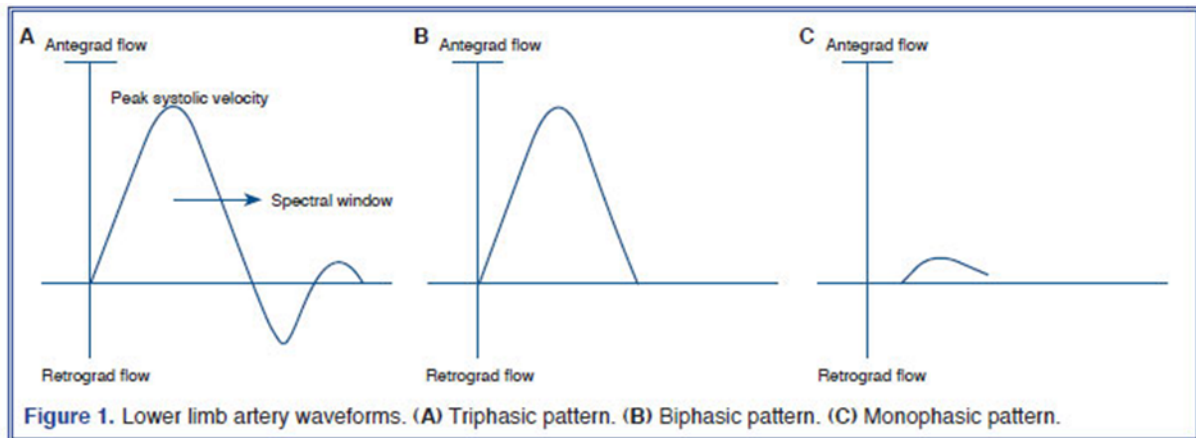 A Antegrad flow
Peak systolic velocity
Spectral window
Retrograd flow
B Antegrad flow
Retrograd flow
C Antegrad flow
Retrograd flow
Figure 1. Lower limb artery waveforms. (A) Triphasic pattern. (B) Biphasic pattern. (C) Monophasic pattern.